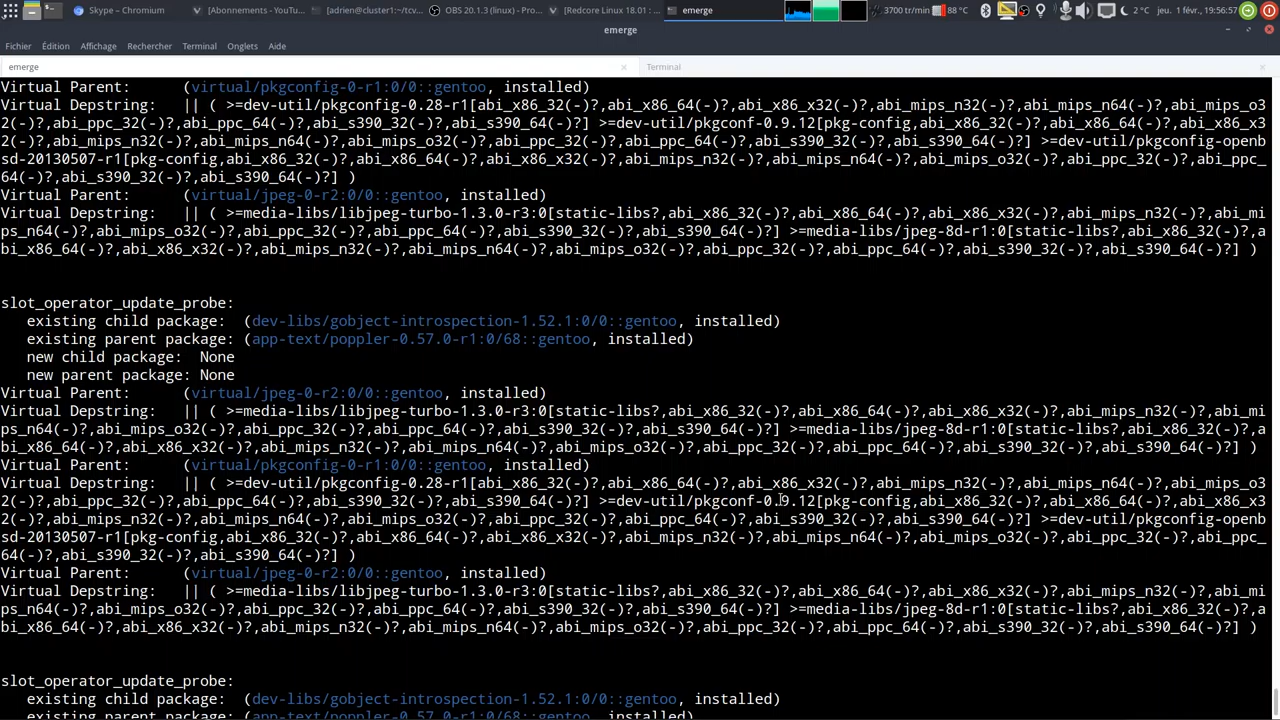 Skype – Chromium
[Abonnements - YouTu...
[adrien@cluster1:~/tcv...
OBS 20.1.3 (linux) - Pro...
[Redcore Linux 18.01 : ...
emerge
3700 tr/min
88 °C
2 °C
jeu. 1 févr., 19:56:57
emerge
Fichier
Édition
Affichage
Rechercher
Terminal
Onglets
Aide
emerge
Terminal
Virtual Parent:      (virtual/pkgconfig-0-r1:0/0::gentoo, installed)
Virtual Depstring:   || ( >=dev-util/pkgconfig-0.28-r1[abi_x86_32(-)?,abi_x86_64(-)?,abi_x86_x32(-)?,abi_mips_n32(-)?,abi_mips_n64(-)?,abi_mips_o3
2(-)?,abi_ppc_32(-)?,abi_ppc_64(-)?,abi_s390_32(-)?,abi_s390_64(-)?] >=dev-util/pkgconf-0.9.12[pkg-config,abi_x86_32(-)?,abi_x86_64(-)?,abi_x86_x3
2(-)?,abi_mips_n32(-)?,abi_mips_n64(-)?,abi_mips_o32(-)?,abi_ppc_32(-)?,abi_ppc_64(-)?,abi_s390_32(-)?,abi_s390_64(-)?] >=dev-util/pkgconfig-openb
sd-20130507-r1[pkg-config,abi_x86_32(-)?,abi_x86_64(-)?,abi_x86_x32(-)?,abi_mips_n32(-)?,abi_mips_n64(-)?,abi_mips_o32(-)?,abi_ppc_32(-)?,abi_ppc_
64(-)?,abi_s390_32(-)?,abi_s390_64(-)?] )
Virtual Parent:      (virtual/jpeg-0-r2:0/0::gentoo, installed)
Virtual Depstring:   || ( >=media-libs/libjpeg-turbo-1.3.0-r3:0[static-libs?,abi_x86_32(-)?,abi_x86_64(-)?,abi_x86_x32(-)?,abi_mips_n32(-)?,abi_mi
ps_n64(-)?,abi_mips_o32(-)?,abi_ppc_32(-)?,abi_ppc_64(-)?,abi_s390_32(-)?,abi_s390_64(-)?] >=media-libs/jpeg-8d-r1:0[static-libs?,abi_x86_32(-)?,a
bi_x86_64(-)?,abi_x86_x32(-)?,abi_mips_n32(-)?,abi_mips_n64(-)?,abi_mips_o32(-)?,abi_ppc_32(-)?,abi_ppc_64(-)?,abi_s390_32(-)?,abi_s390_64(-)?] )
slot_operator_update_probe:
   existing child package:  (dev-libs/gobject-introspection-1.52.1:0/0::gentoo, installed)
   existing parent package: (app-text/poppler-0.57.0-r1:0/68::gentoo, installed)
   new child package:  None
   new parent package: None
Virtual Parent:      (virtual/jpeg-0-r2:0/0::gentoo, installed)
Virtual Depstring:   || ( >=media-libs/libjpeg-turbo-1.3.0-r3:0[static-libs?,abi_x86_32(-)?,abi_x86_64(-)?,abi_x86_x32(-)?,abi_mips_n32(-)?,abi_mi
ps_n64(-)?,abi_mips_o32(-)?,abi_ppc_32(-)?,abi_ppc_64(-)?,abi_s390_32(-)?,abi_s390_64(-)?] >=media-libs/jpeg-8d-r1:0[static-libs?,abi_x86_32(-)?,a
bi_x86_64(-)?,abi_x86_x32(-)?,abi_mips_n32(-)?,abi_mips_n64(-)?,abi_mips_o32(-)?,abi_ppc_32(-)?,abi_ppc_64(-)?,abi_s390_32(-)?,abi_s390_64(-)?] )
Virtual Parent:      (virtual/pkgconfig-0-r1:0/0::gentoo, installed)
Virtual Depstring:   || ( >=dev-util/pkgconfig-0.28-r1[abi_x86_32(-)?,abi_x86_64(-)?,abi_x86_x32(-)?,abi_mips_n32(-)?,abi_mips_n64(-)?,abi_mips_o3
2(-)?,abi_ppc_32(-)?,abi_ppc_64(-)?,abi_s390_32(-)?,abi_s390_64(-)?] >=dev-util/pkgconf-0.9.12[pkg-config,abi_x86_32(-)?,abi_x86_64(-)?,abi_x86_x3
2(-)?,abi_mips_n32(-)?,abi_mips_n64(-)?,abi_mips_o32(-)?,abi_ppc_32(-)?,abi_ppc_64(-)?,abi_s390_32(-)?,abi_s390_64(-)?] >=dev-util/pkgconfig-openb
sd-20130507-r1[pkg-config,abi_x86_32(-)?,abi_x86_64(-)?,abi_x86_x32(-)?,abi_mips_n32(-)?,abi_mips_n64(-)?,abi_mips_o32(-)?,abi_ppc_32(-)?,abi_ppc_
64(-)?,abi_s390_32(-)?,abi_s390_64(-)?] )
Virtual Parent:      (virtual/jpeg-0-r2:0/0::gentoo, installed)
Virtual Depstring:   || ( >=media-libs/libjpeg-turbo-1.3.0-r3:0[static-libs?,abi_x86_32(-)?,abi_x86_64(-)?,abi_x86_x32(-)?,abi_mips_n32(-)?,abi_mi
ps_n64(-)?,abi_mips_o32(-)?,abi_ppc_32(-)?,abi_ppc_64(-)?,abi_s390_32(-)?,abi_s390_64(-)?] >=media-libs/jpeg-8d-r1:0[static-libs?,abi_x86_32(-)?,a
bi_x86_64(-)?,abi_x86_x32(-)?,abi_mips_n32(-)?,abi_mips_n64(-)?,abi_mips_o32(-)?,abi_ppc_32(-)?,abi_ppc_64(-)?,abi_s390_32(-)?,abi_s390_64(-)?] )
slot_operator_update_probe:
   existing child package:  (dev-libs/gobject-introspection-1.52.1:0/0::gentoo, installed)
   existing parent package: (app-text/poppler-0.57.0-r1:0/68::gentoo, installed)